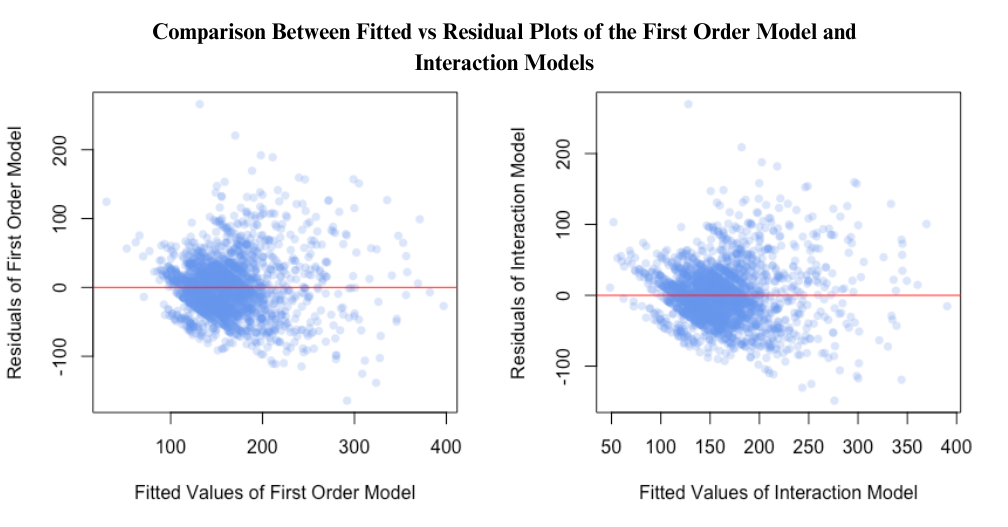 Comparison Between Fitted vs Residual Plots of the First Order Model and
Interaction Models
Residuals of First Order Model
200
100
0
-100
100 200 300 400
Fitted Values of First Order Model
Residuals of Interaction Model
200
100
0
-100
50 100 150 200 250 300 350 400
Fitted Values of Interaction Model